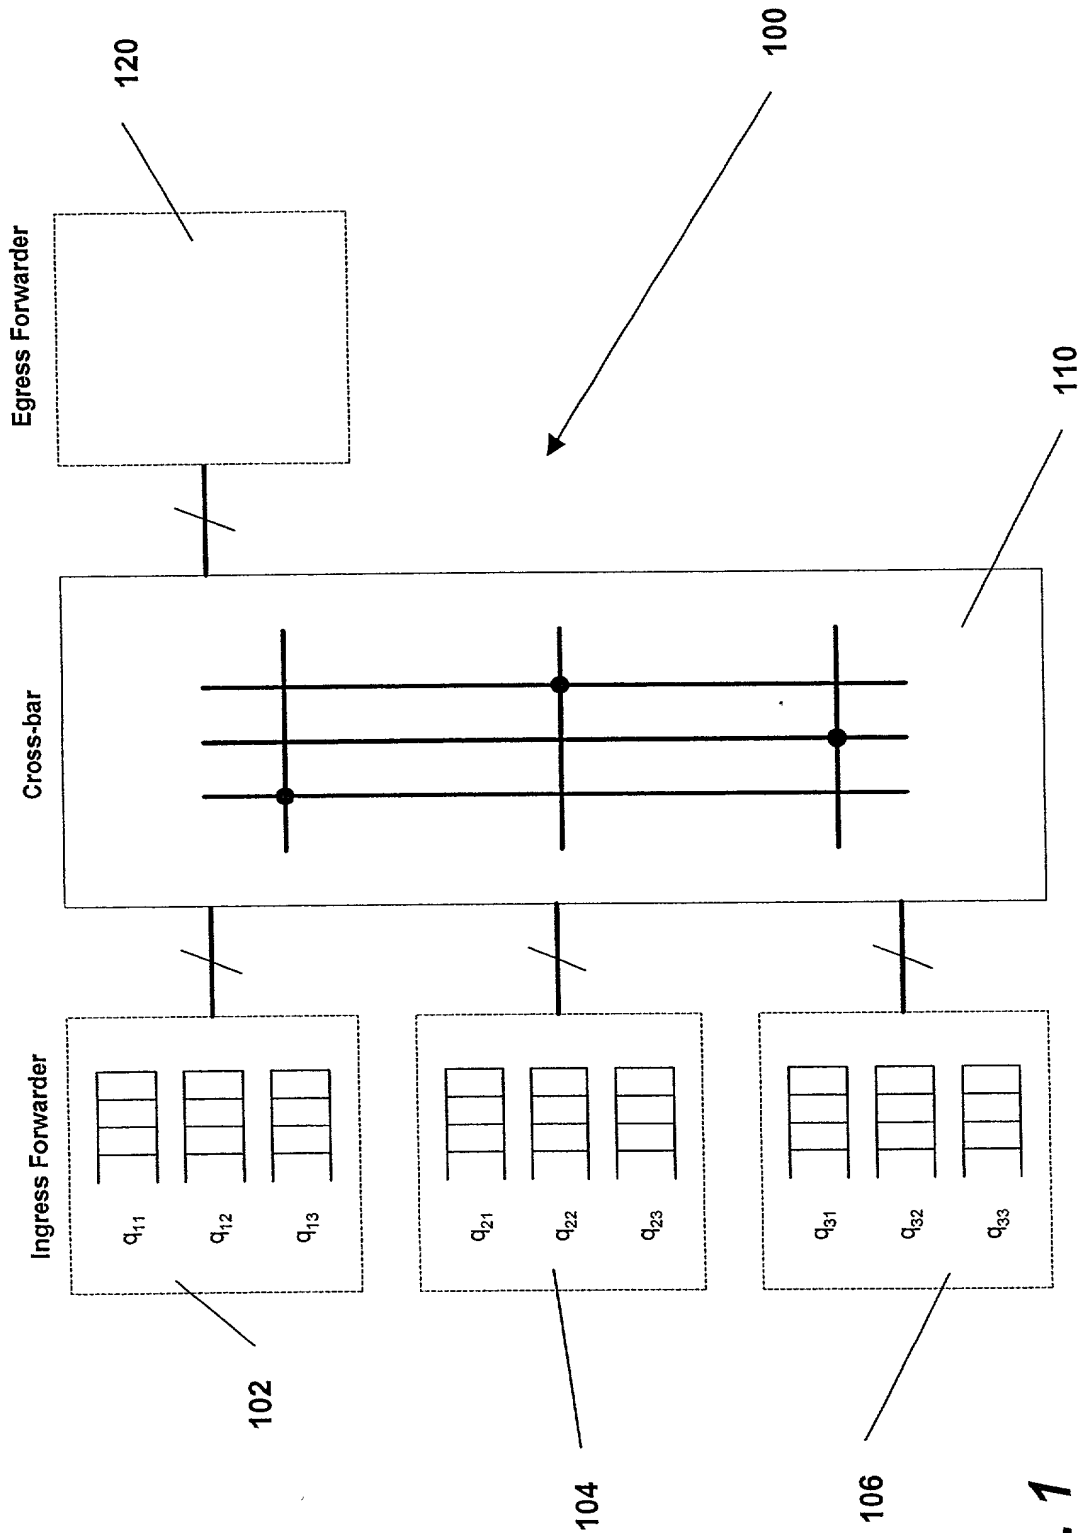 Ingress Forwarder
Cross-bar
Egress Forwarder
120
q11
q12
q13
102
q21
q22
q23
104
100
q31
q32
q33
106
110
1